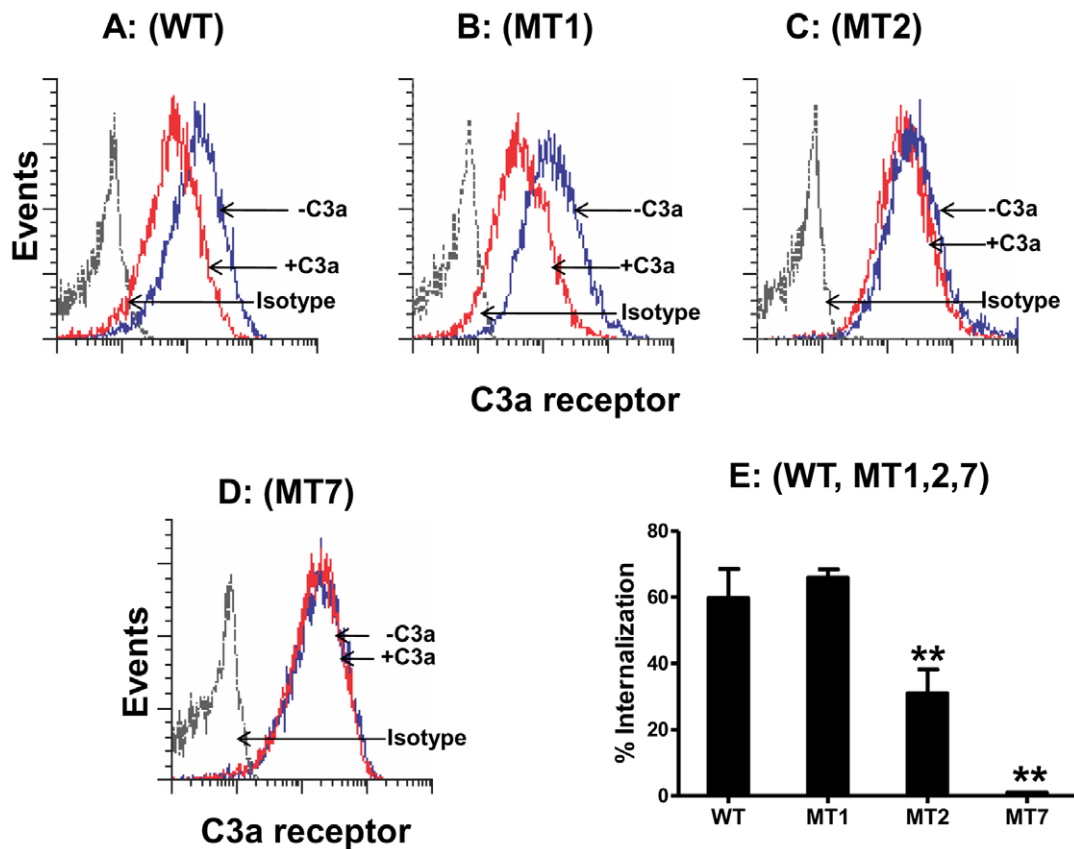 A: (WT)
B: (MT1)
C: (MT2)
Events
-C3a
+C3a
Isotype
-C3a
+C3a
Isotype
-C3a
+C3a
Isotype
C3a receptor
D: (MT7)
Events
-C3a
+C3a
Isotype
C3a receptor
E: (WT, MT1,2,7)
% Internalization
80
60
40
20
0
**
**
WT MT1 MT2 MT7